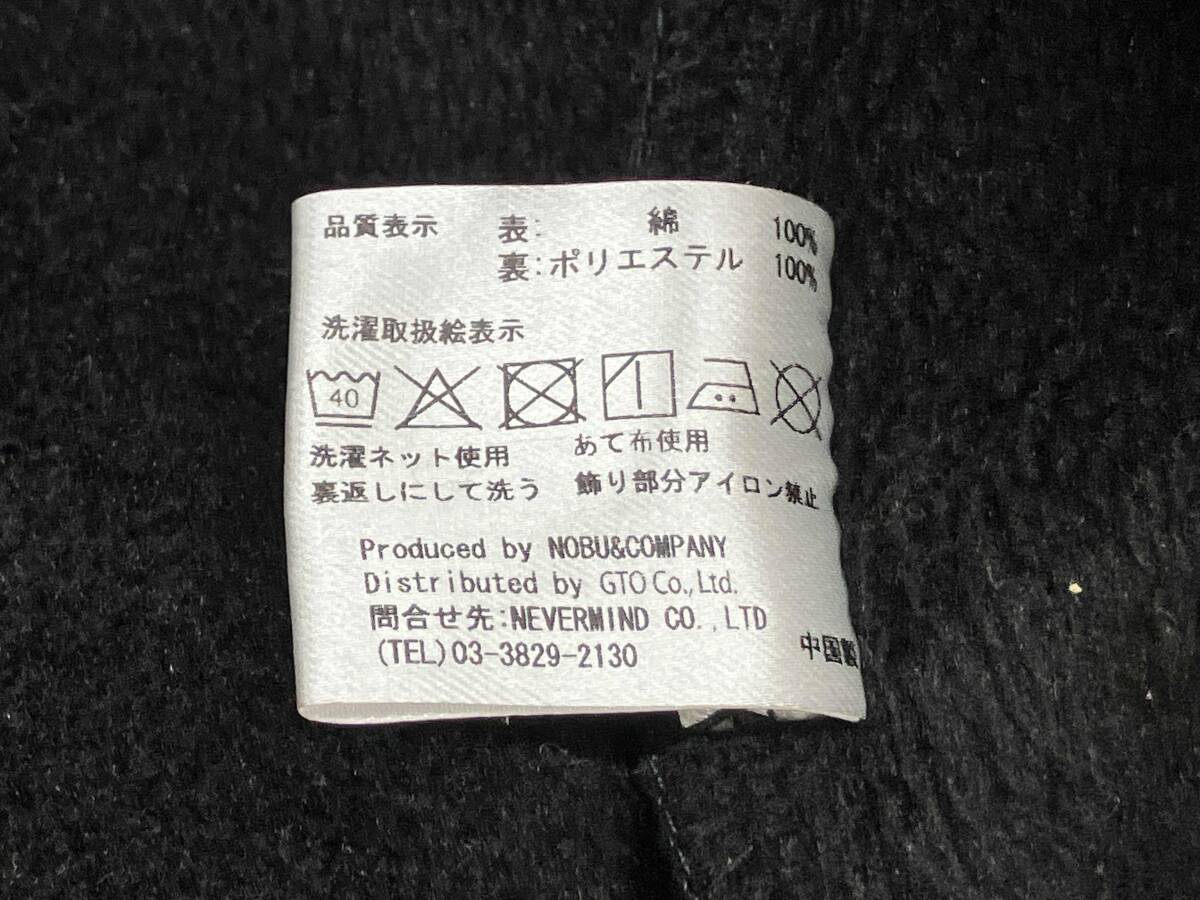 品質表示 表: 綿 100%
裏:ポリエステル 100%
洗濯取扱絵表示
40
洗濯ネット使用 あて布使用
裏返しにして洗う 飾り部分アイロン禁止
Produced by NOBU&COMPANY
Distributed by GTO Co., Ltd.
問合せ先:NEVERMIND CO.,LTD
(TEL)03-3829-2130
中国製